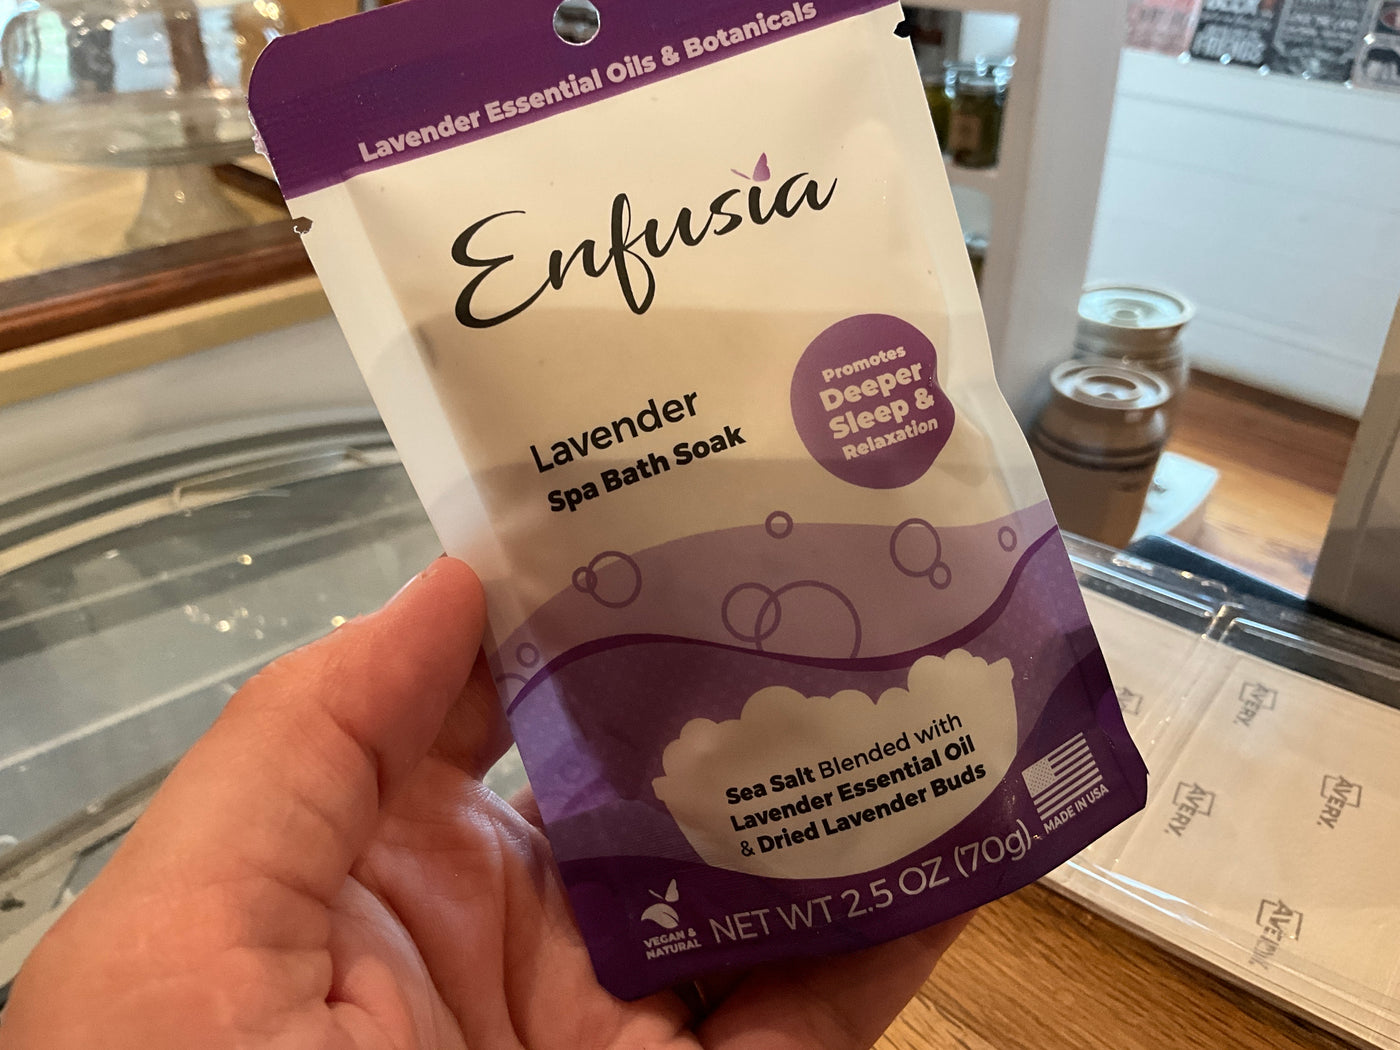 Lavender Essential Oils & Botanicals
Enfusia
Promotes
Deeper
Sleep &
Relaxation
Lavender
Spa Bath Soak
Sea Salt Blended with
Lavender Essential Oil
& Dried Lavender Buds
MADE IN USA
VEGAN &
NATURAL
NET WT 2.5 OZ (70g)
AVERY
AVERY
AVERY